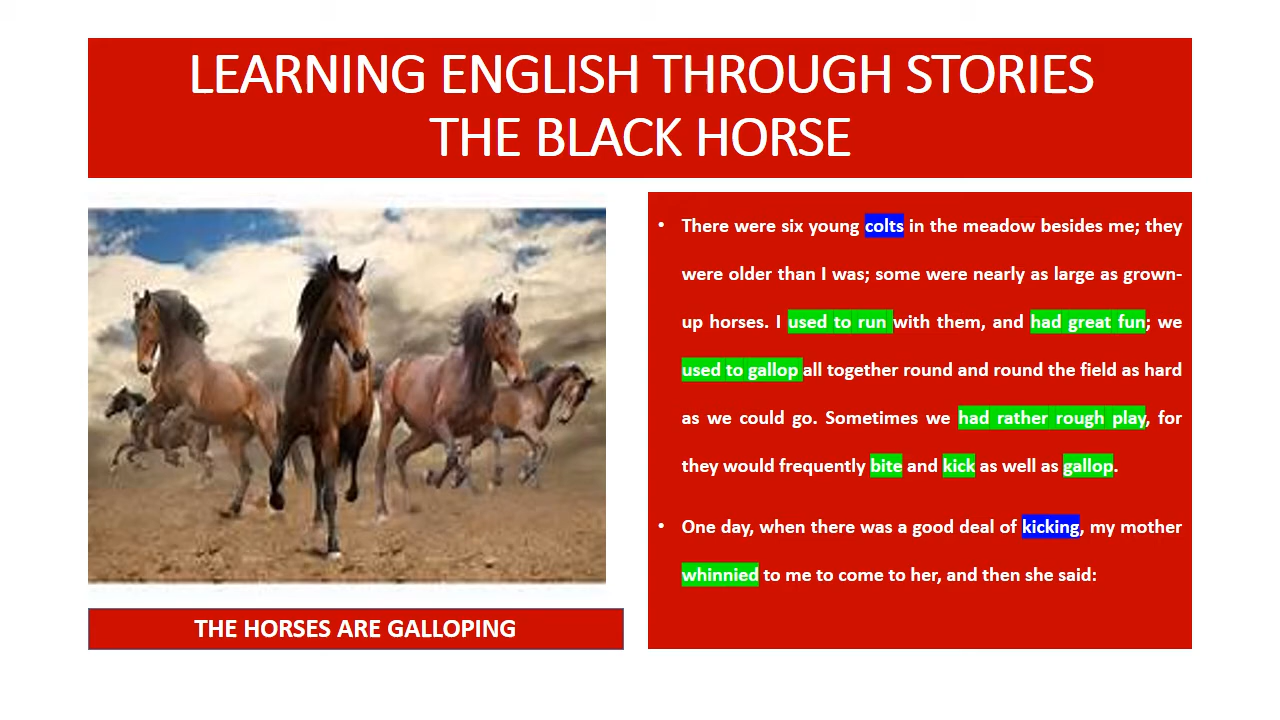 LEARNING ENGLISH THROUGH STORIES
THE BLACK HORSE
THE HORSES ARE GALLOPING
• There were six young colts in the meadow besides me; they
were older than I was; some were nearly as large as grown-
up horses. I used to run with them, and had great fun; we
used to gallop all together round and round the field as hard
as we could go. Sometimes we had rather rough play, for
they would frequently bite and kick as well as gallop.
• One day, when there was a good deal of kicking, my mother
whinnied to me to come to her, and then she said: